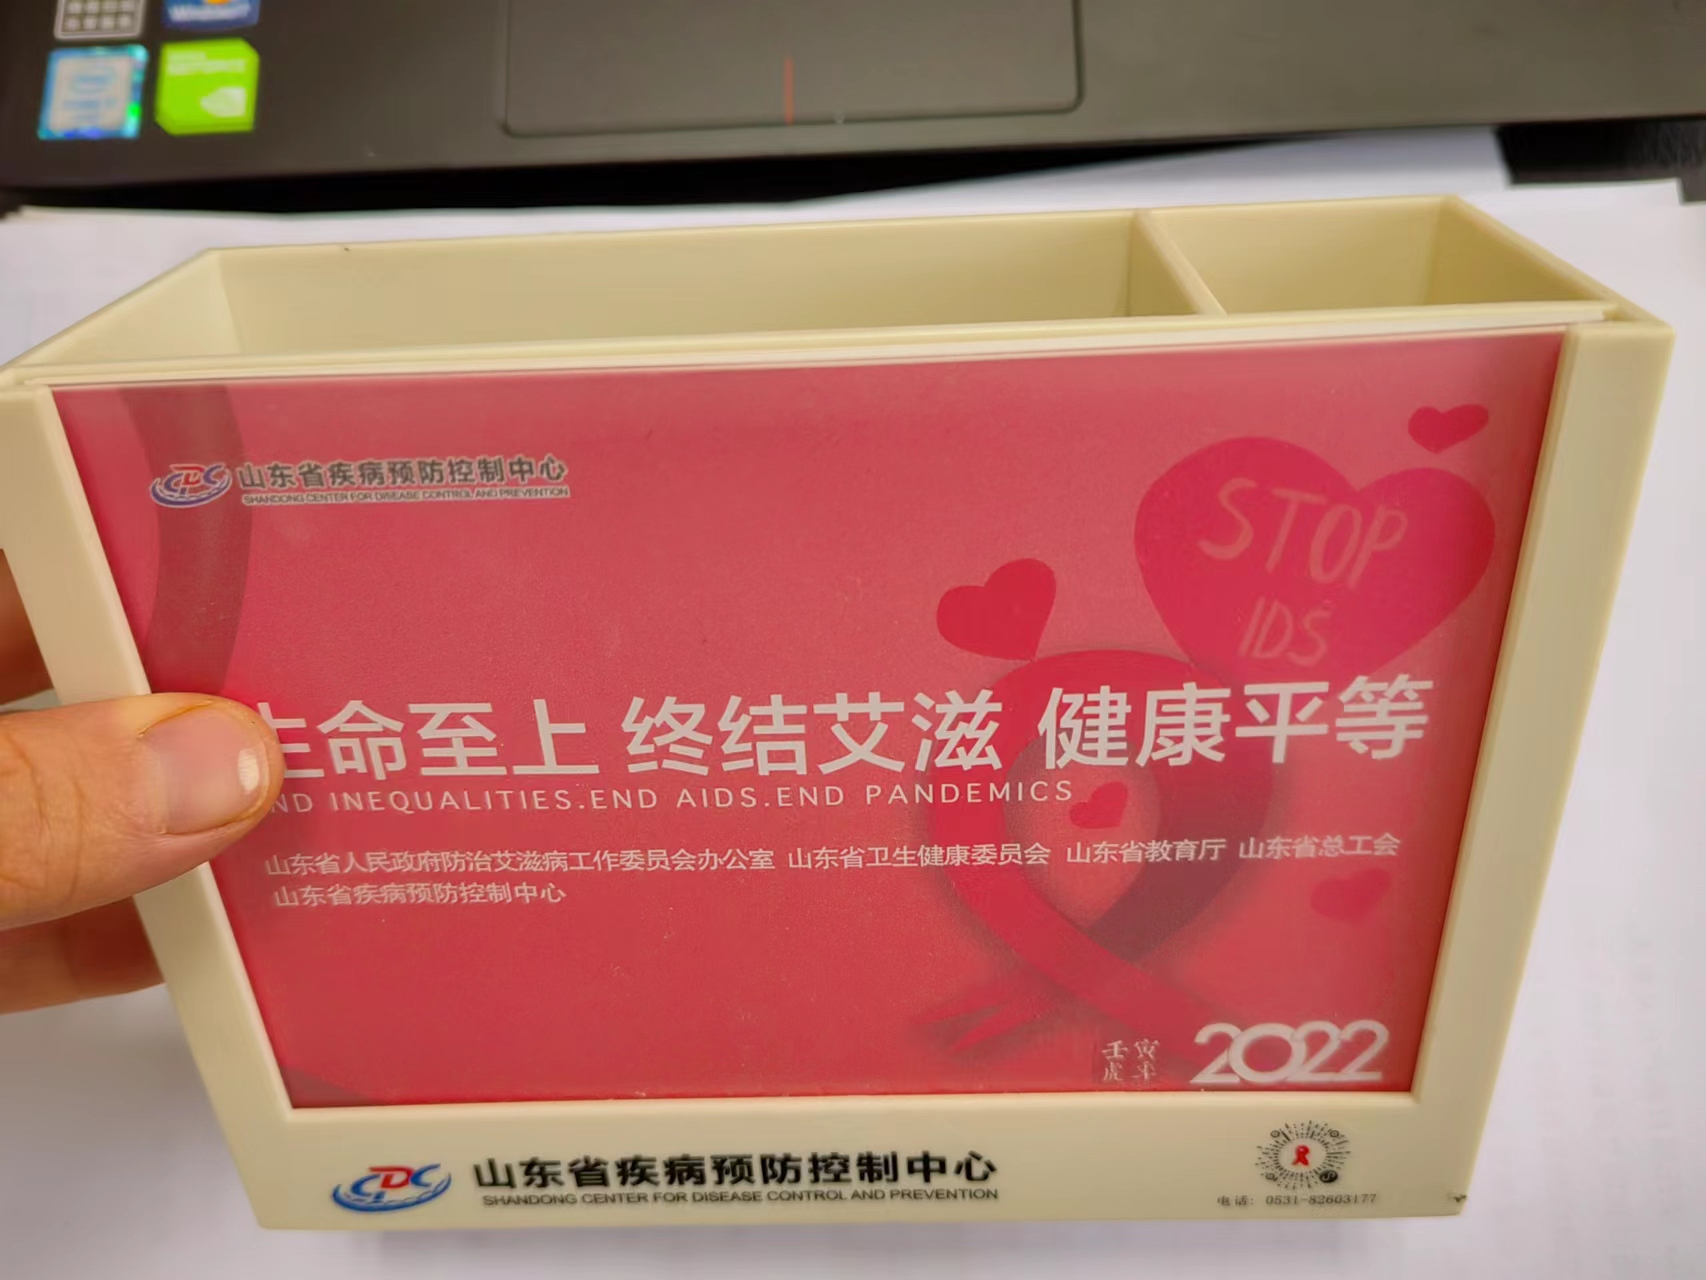 Windows 7
山东省疾病预防控制中心
SHANDONG CENTER FOR DISEASE CONTROL AND PREVENTION
STOP
IDS
生命至上 终结艾滋 健康平等
ND INEQUALITIES.END AIDS.END PANDEMICS
山东省人民政府防治艾滋病工作委员会办公室 山东省卫生健康委员会 山东省教育厅 山东省总工会
山东省疾病预防控制中心
壬寅
虎年
2022
CDC 山东省疾病预防控制中心
SHANDONG CENTER FOR DISEASE CONTROL AND PREVENTION
电话: 0531-82603177